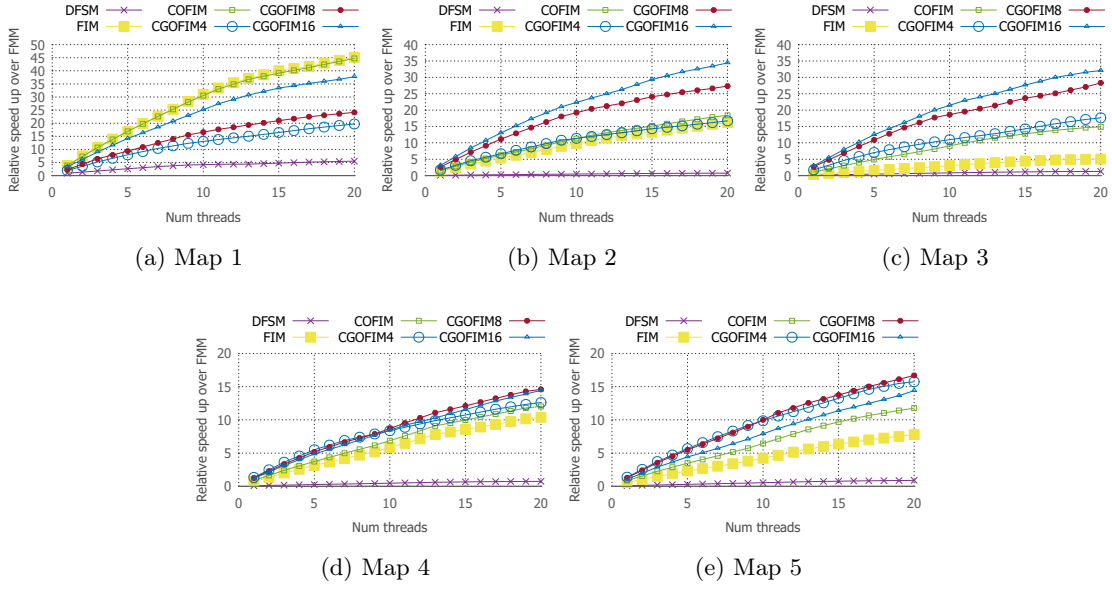 DFSM COFIM CGOFIM8
FIM CGOFIM4 CGOFIM16
Relative speed up over FMM
50
45
40
35
30
25
20
15
10
5
0
0 5 10 15 20
Num threads
(a) Map 1
DFSM COFIM CGOFIM8
FIM CGOFIM4 CGOFIM16
Relative speed up over FMM
40
35
30
25
20
15
10
5
0
0 5 10 15 20
Num threads
(b) Map 2
DFSM COFIM CGOFIM8
FIM CGOFIM4 CGOFIM16
Relative speed up over FMM
40
35
30
25
20
15
10
5
0
0 5 10 15 20
Num threads
(c) Map 3
DFSM COFIM CGOFIM8
FIM CGOFIM4 CGOFIM16
Relative speed up over FMM
20
15
10
5
0
0 5 10 15 20
Num threads
(d) Map 4
DFSM COFIM CGOFIM8
FIM CGOFIM4 CGOFIM16
Relative speed up over FMM
20
15
10
5
0
0 5 10 15 20
Num threads
(e) Map 5